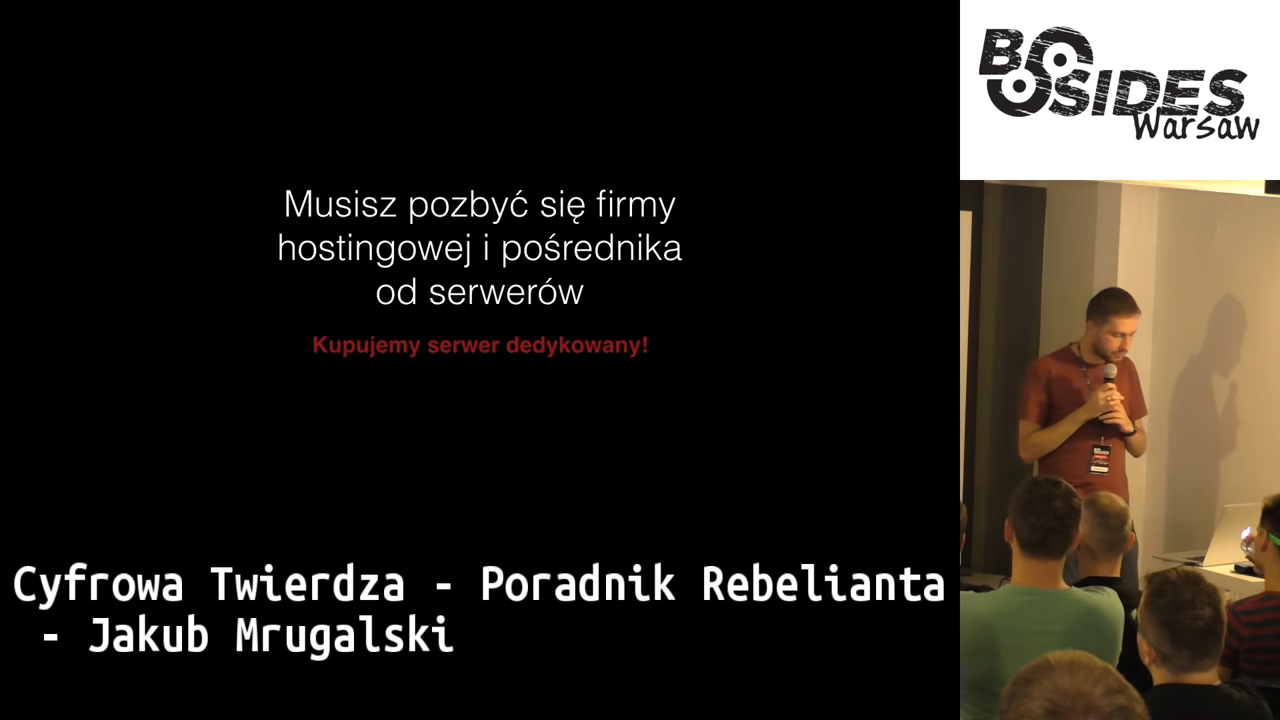 Musisz pozbyć się firmy
hostingowej i pośrednika
od serwerów
Kupujemy serwer dedykowany!
Cyfrowa Twierdza - Poradnik Rebelianta
- Jakub Mrugalski
BSIDES
Warsaw